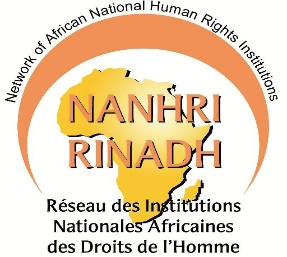 Network of African National Human Rights Institutions
NANHRI
RINADH
Réseau des Institutions
Nationales Africaines
des Droits de l'Homme